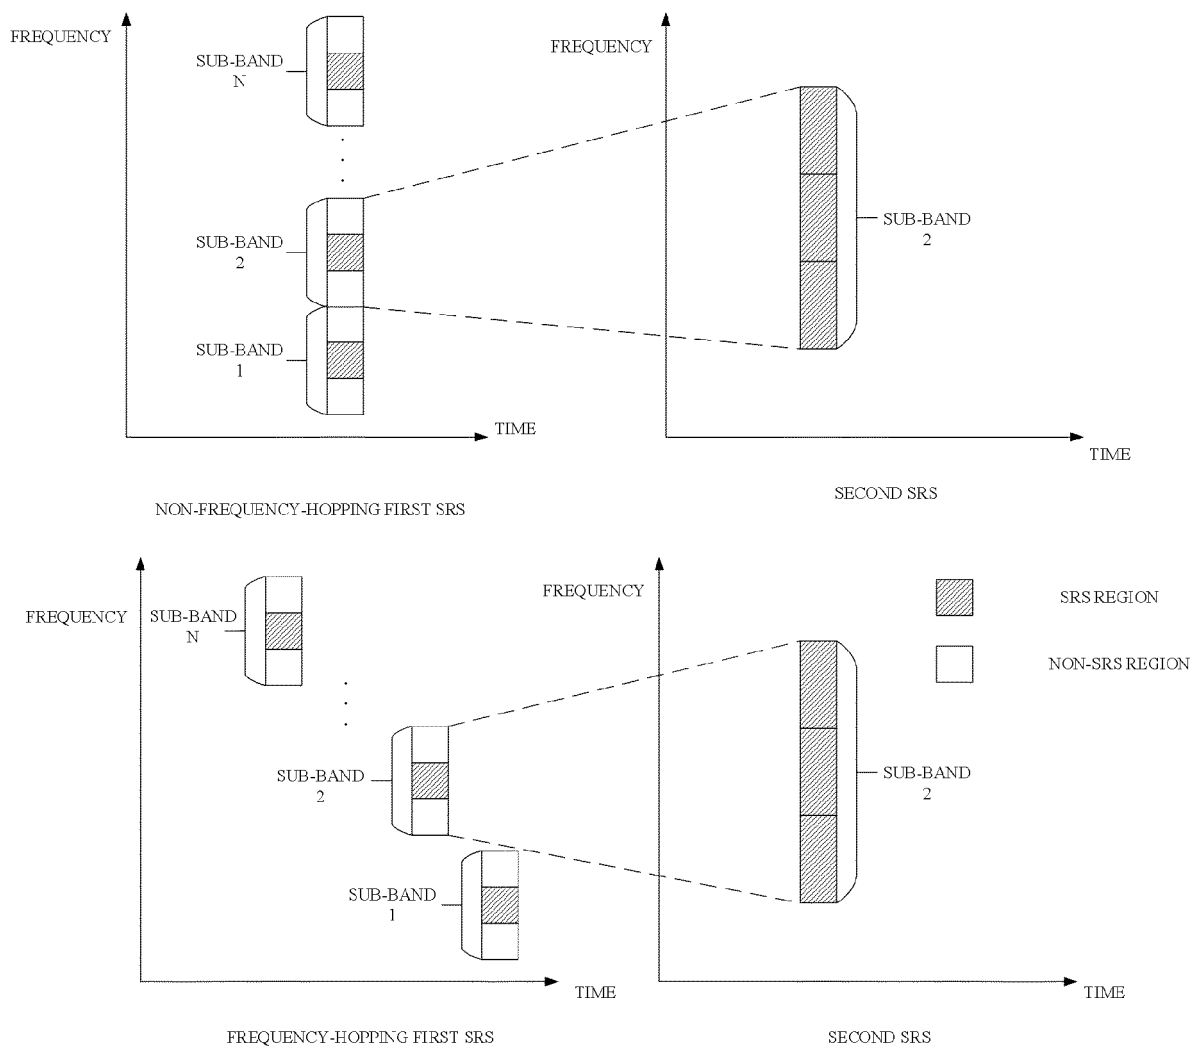 FREQUENCY
SUB-BAND
N
SUB-BAND
2
SUB-BAND
1
TIME
NON-FREQUENCY-HOPPING FIRST SRS
FREQUENCY
SUB-BAND
2
TIME
SECOND SRS
FREQUENCY
SUB-BAND
N
SUB-BAND
2
SUB-BAND
1
TIME
FREQUENCY-HOPPING FIRST SRS
FREQUENCY
SUB-BAND
2
TIME
SECOND SRS
SRS REGION
NON-SRS REGION